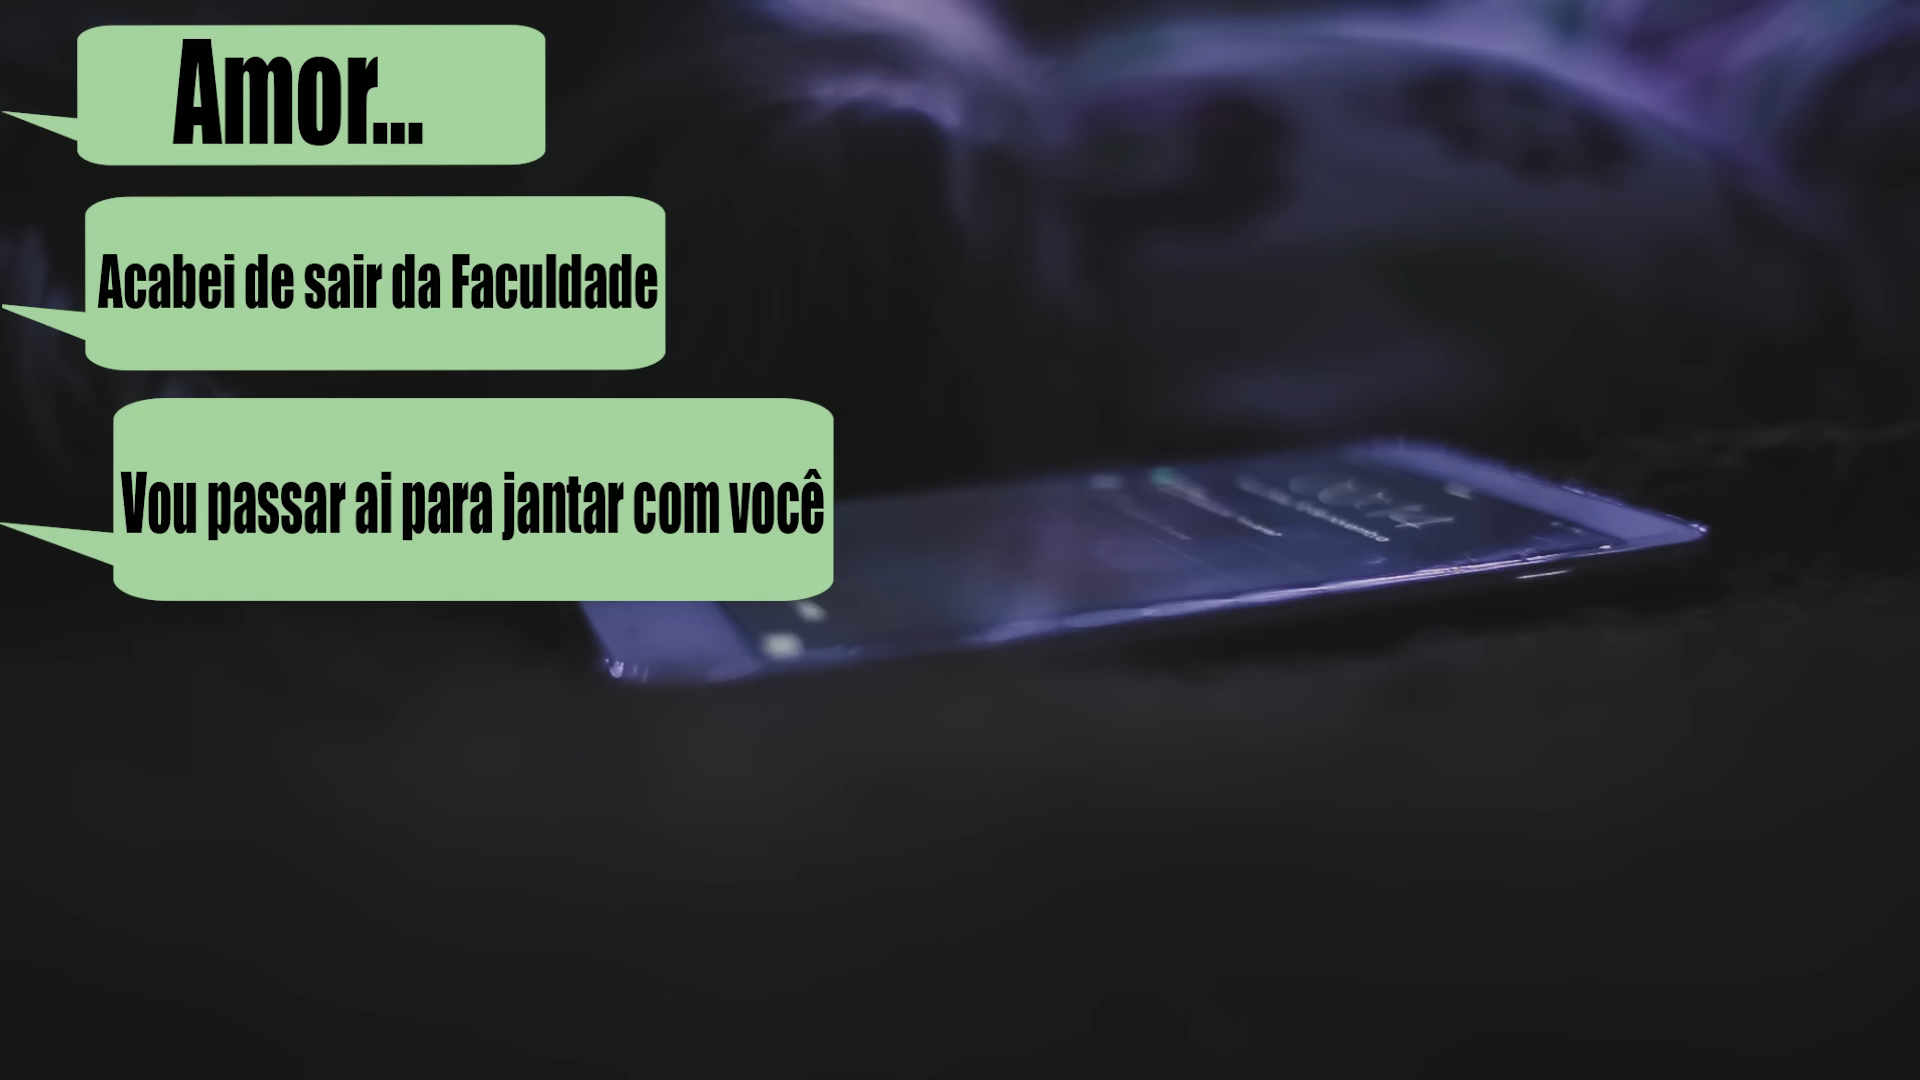 Amor...
Acabei de sair da Faculdade
Vou passar ai para jantar com você